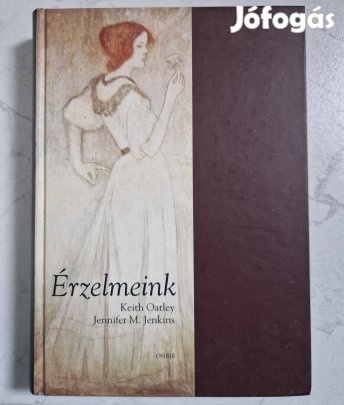 Jófogás
Érzelmeink
Keith Oatley
Jennifer M. Jenkins
OSIRIS